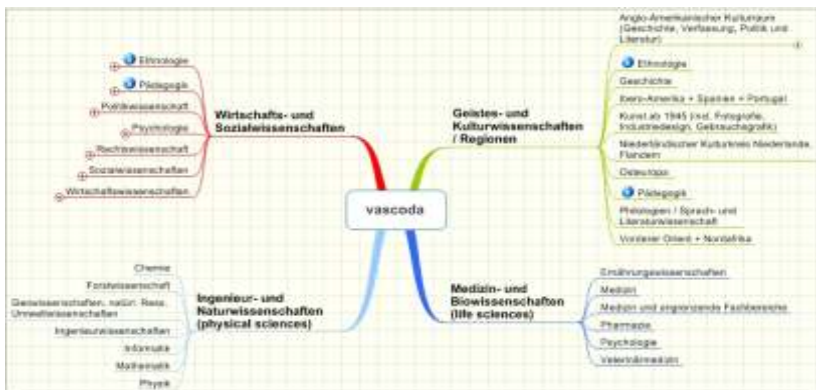 Ethnologie
Pädagogik
Politikwissenschaft
Psychologie
Rechtswissenschaft
Sozialwissenschaften
Wirtschaftswissenschaften
Wirtschafts- und
Sozialwissenschaften
Anglo-Amerikanischer Kulturraum
(Geschichte, Verfassung, Politik und
Literatur)
Ethnologie
Geschichte
Ibero-Amerika + Spanien + Portugal
Kunst ab 1945 (incl. Fotografie,
Industriedesign, Gebrauchsgrafik)
Niederländischer Kulturkreis Niederlande,
Flandern
Osteuropa
Pädagogik
Philologien / Sprach- und
Literaturwissenschaft
Vorderer Orient + Nordafrika
Geistes- und
Kulturwissenschaften
/ Regionen
vascoda
Chemie
Forstwissenschaft
Geowissenschaften, natürl. Ress.
Umweltwissenschaften
Ingenieurwissenschaften
Informatik
Mathematik
Physik
Ingenieur- und
Naturwissenschaften
(physical sciences)
Medizin- und
Biowissenschaften
(life sciences)
Ernährungswissenschaften
Medizin
Medizin und angrenzende Fachbereiche
Pharmazie
Psychologie
Veterinärmedizin